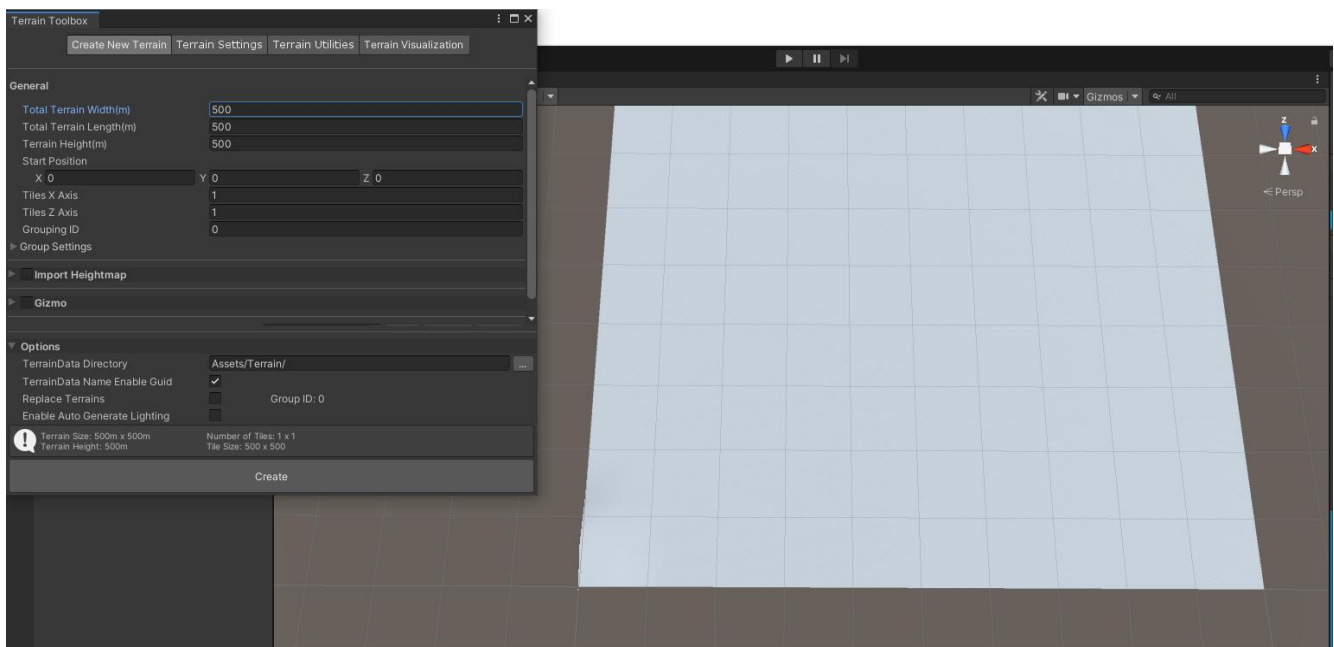 Terrain Toolbox
Create New Terrain Terrain Settings Terrain Utilities Terrain Visualization
General
Total Terrain Width(m) 500
Total Terrain Length(m) 500
Terrain Height(m) 500
Start Position
X 0 Y 0 Z 0
Tiles X Axis 1
Tiles Z Axis 1
Grouping ID 0
Group Settings
Import Heightmap
Gizmo
Options
TerrainData Directory Assets/Terrain/ ...
TerrainData Name Enable Guid
Replace Terrains Group ID: 0
Enable Auto Generate Lighting
Terrain Size: 500m x 500m Number of Tiles: 1 x 1
Terrain Height: 500m Tile Size: 500 x 500
Create
Gizmos All
z
x
Persp